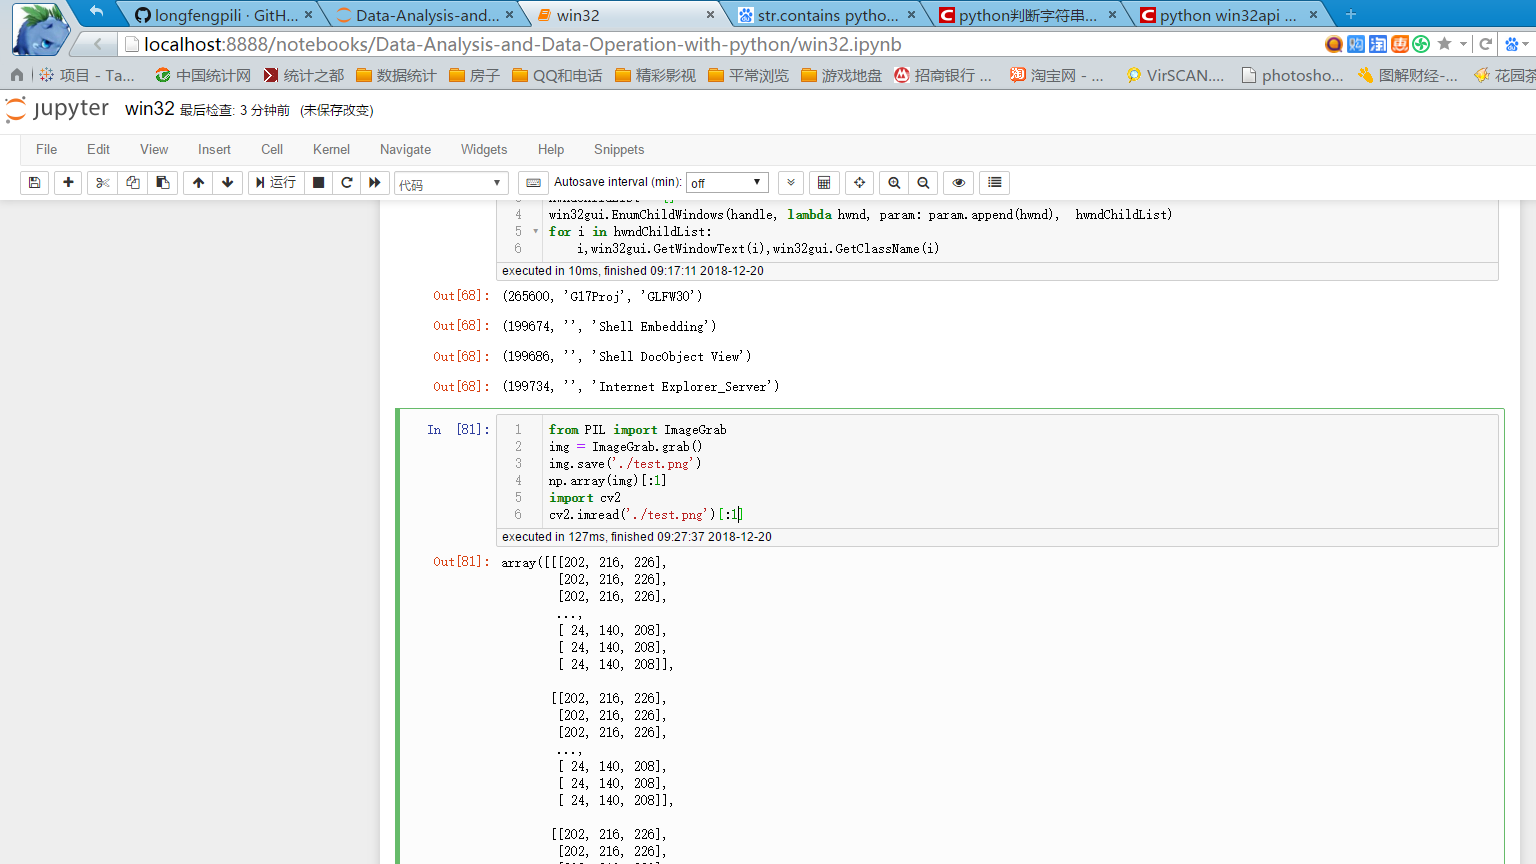 longfengpili · GitH... Data-Analysis-and... win32 str.contains pytho... python判断字符串... python win32api ...
localhost:8888/notebooks/Data-Analysis-and-Data-Operation-with-python/win32.ipynb
项目 - Ta... 中国统计网 统计之都 数据统计 房子 QQ和电话 精彩影视 平常浏览 游戏地盘 招商银行 ... 淘宝网 - ... VirSCAN.... photosho... 图解财经-... 花园茶
jupyter win32 最后检查: 3 分钟前 (未保存改变)
File Edit View Insert Cell Kernel Navigate Widgets Help Snippets
运行 代码 Autosave interval (min): off
4 win32gui.EnumChildWindows(handle, lambda hwnd, param: param.append(hwnd),  hwndChildList)
5 for i in hwndChildList:
6     i,win32gui.GetWindowText(i),win32gui.GetClassName(i)
executed in 10ms, finished 09:17:11 2018-12-20
Out[68]: (265600, 'G17Proj', 'GLFW30')
Out[68]: (199674, '', 'Shell Embedding')
Out[68]: (199686, '', 'Shell DocObject View')
Out[68]: (199734, '', 'Internet Explorer_Server')
In [81]: 1 from PIL import ImageGrab
2 img = ImageGrab.grab()
3 img.save('./test.png')
4 np.array(img)[:1]
5 import cv2
6 cv2.imread('./test.png')[:1]
executed in 127ms, finished 09:27:37 2018-12-20
Out[81]: array([[[202, 216, 226],
[202, 216, 226],
[202, 216, 226],
...,
[ 24, 140, 208],
[ 24, 140, 208],
[ 24, 140, 208]],
[[202, 216, 226],
[202, 216, 226],
[202, 216, 226],
...,
[ 24, 140, 208],
[ 24, 140, 208],
[ 24, 140, 208]],
[[202, 216, 226],
[202, 216, 226],